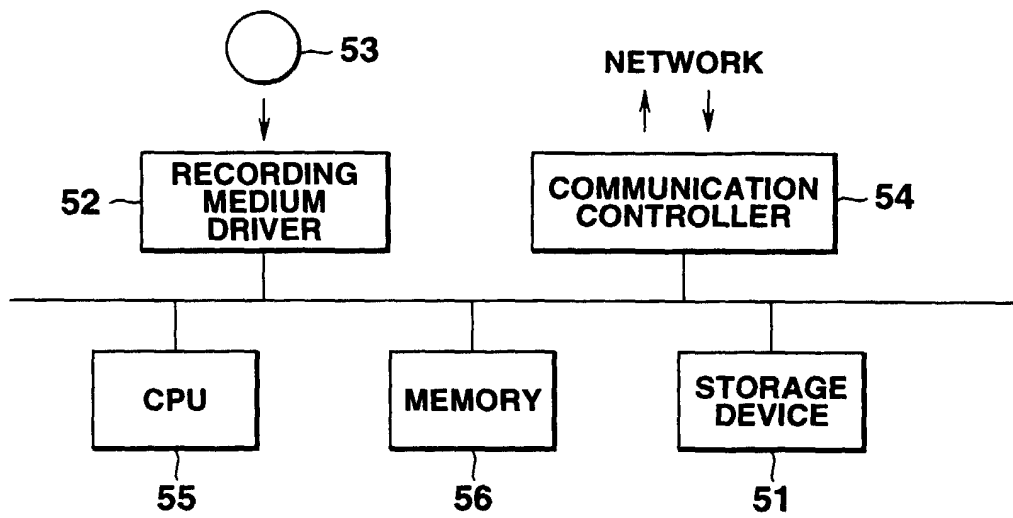 53
NETWORK
52
RECORDING
MEDIUM
DRIVER
COMMUNICATION
CONTROLLER
54
CPU
MEMORY
STORAGE
DEVICE
55
56
51